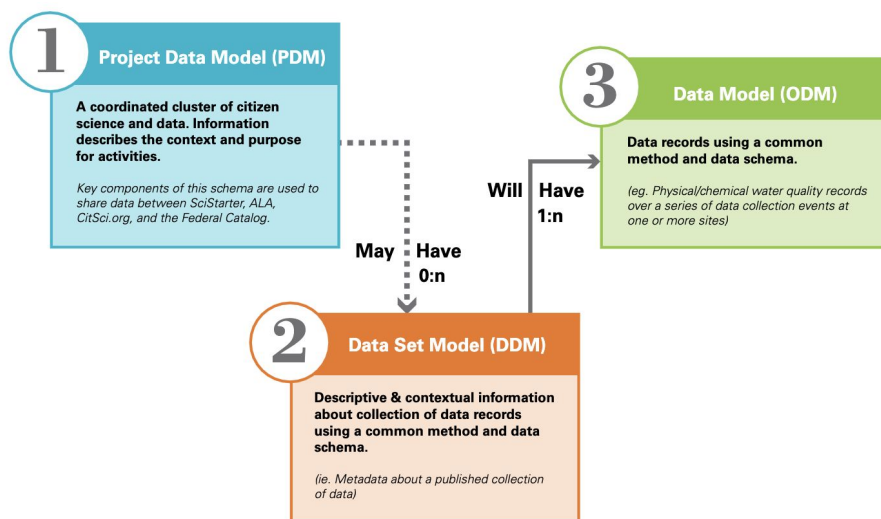 1
Project Data Model (PDM)
A coordinated cluster of citizen
science and data. Information
describes the context and purpose
for activities.
Key components of this schema are used to
share data between SciStarter, ALA,
CitSci.org, and the Federal Catalog.
May Have
0:n
2
Data Set Model (DDM)
Descriptive & contextual information
about collection of data records
using a common method and data
schema.
(ie. Metadata about a published collection
of data)
Will Have
1:n
3
Data Model (ODM)
Data records using a common
method and data schema.
(eg. Physical/chemical water quality records
over a series of data collection events at
one or more sites)